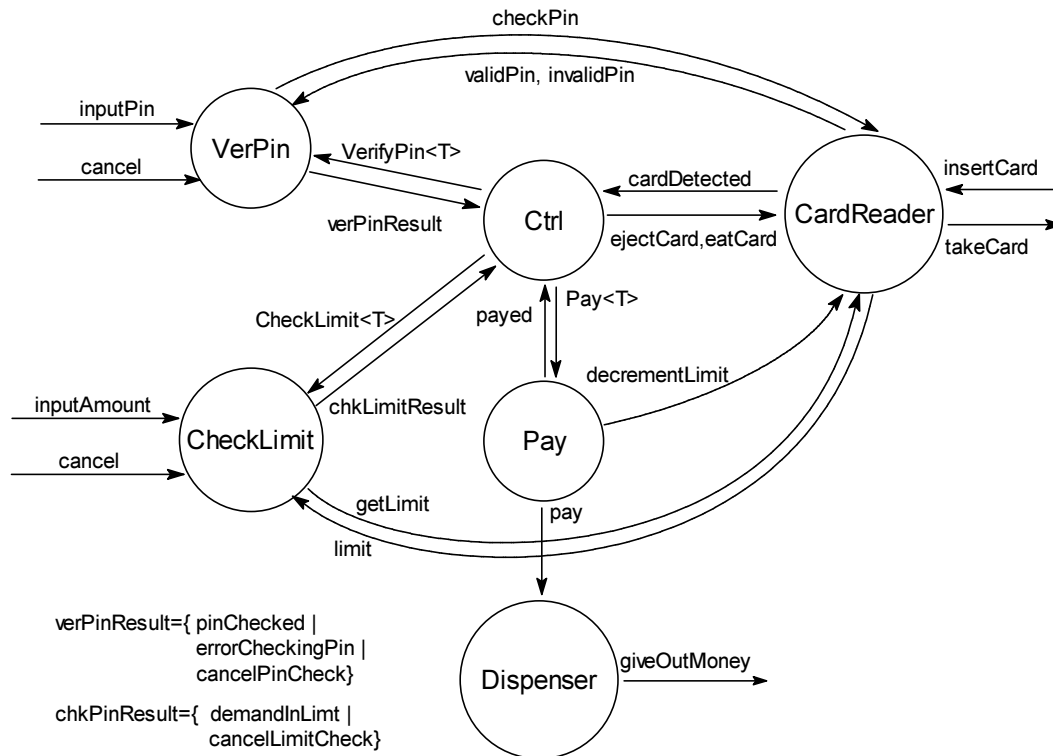 checkPin
validPin, invalidPin
inputPin
VerPin
cancel
VerifyPin<T>
verPinResult
cardDetected
Ctrl
ejectCard,eatCard
CardReader
insertCard
takeCard
CheckLimit<T>
payed
Pay<T>
chkLimitResult
decrementLimit
inputAmount
CheckLimit
cancel
Pay
getLimit
limit
pay
verPinResult={ pinChecked |
errorCheckingPin |
cancelPinCheck}
chkPinResult={ demandInLimt |
cancelLimitCheck}
Dispenser
giveOutMoney